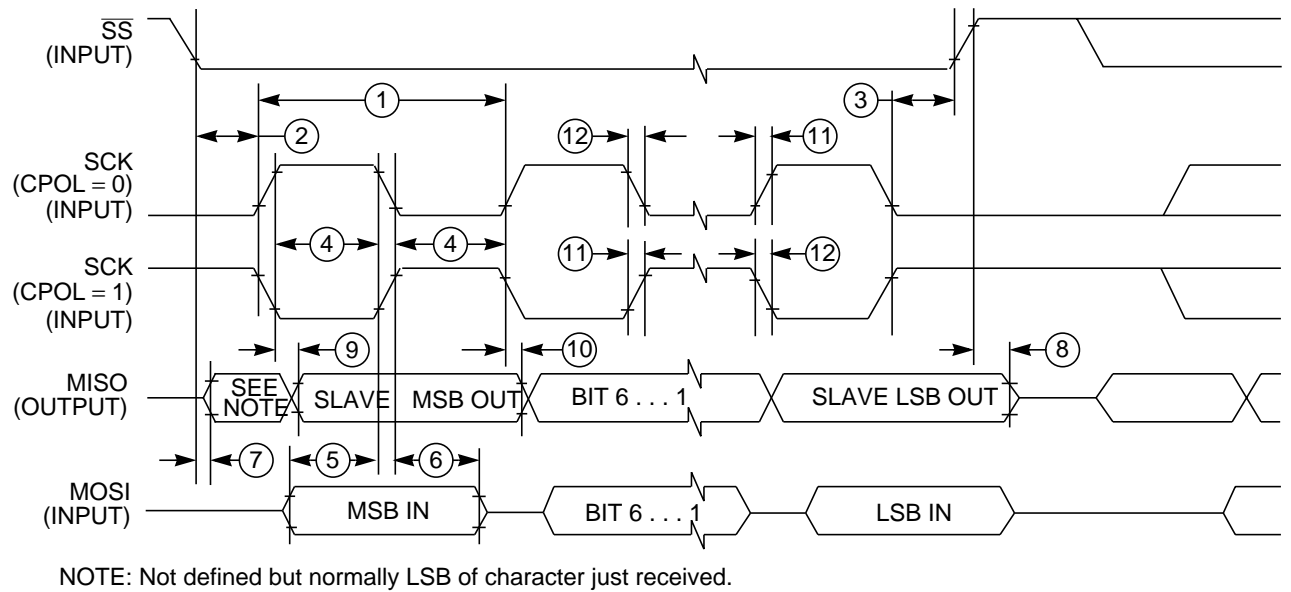 SS
(INPUT)
1
3
2
12
11
SCK
(CPOL = 0)
(INPUT)
4
4
11
12
SCK
(CPOL = 1)
(INPUT)
9
10
8
MISO
(OUTPUT)
SEE
NOTE
SLAVE
MSB OUT
BIT 6 . . . 1
SLAVE LSB OUT
7
5
6
MOSI
(INPUT)
MSB IN
BIT 6 . . . 1
LSB IN
NOTE: Not defined but normally LSB of character just received.